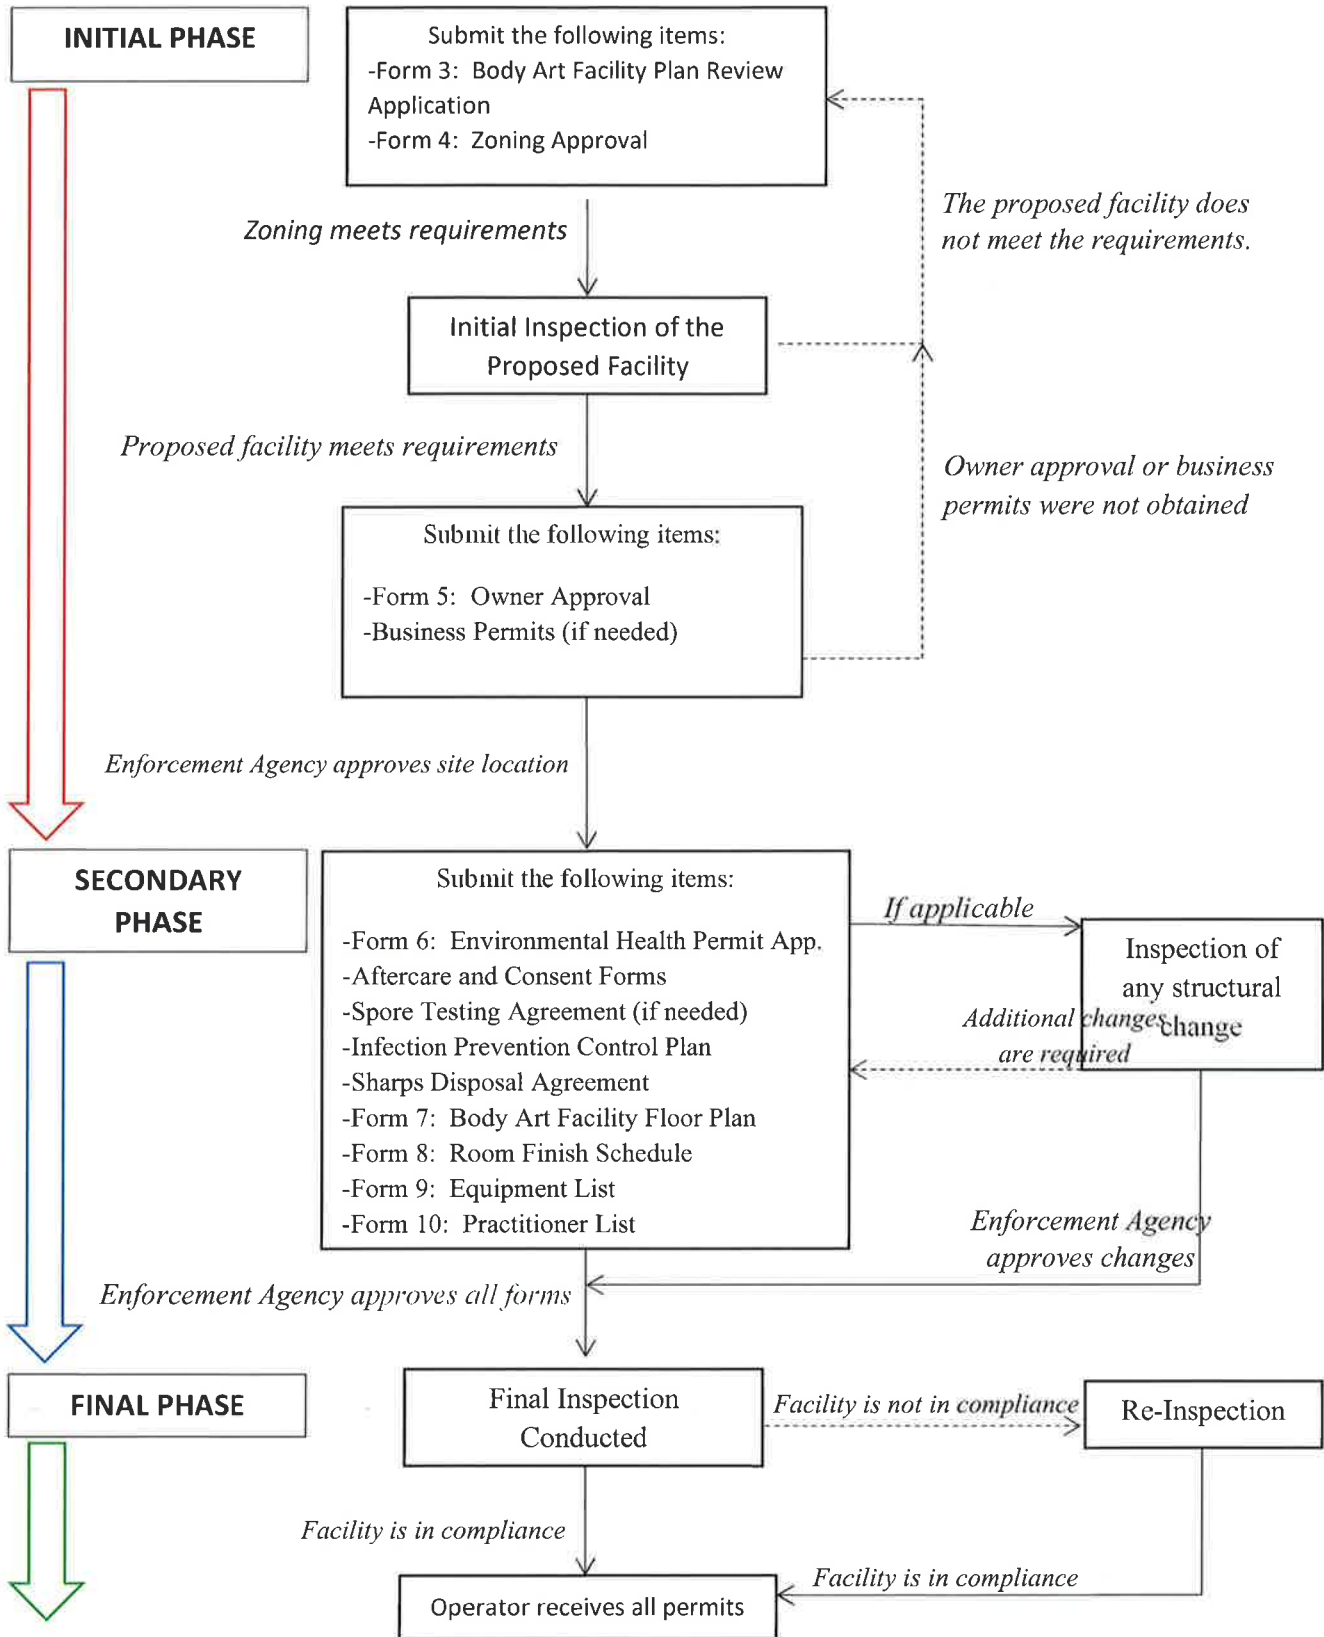 INITIAL PHASE
Submit the following items:
-Form 3: Body Art Facility Plan Review
Application
-Form 4: Zoning Approval
Zoning meets requirements
The proposed facility does
not meet the requirements.
Initial Inspection of the
Proposed Facility
Proposed facility meets requirements
Owner approval or business
permits were not obtained
Submit the following items:
-Form 5: Owner Approval
-Business Permits (if needed)
Enforcement Agency approves site location
SECONDARY
PHASE
Submit the following items:
-Form 6: Environmental Health Permit App.
-Aftercare and Consent Forms
-Spore Testing Agreement (if needed)
-Infection Prevention Control Plan
-Sharps Disposal Agreement
-Form 7: Body Art Facility Floor Plan
-Form 8: Room Finish Schedule
-Form 9: Equipment List
-Form 10: Practitioner List
If applicable
Inspection of
any structural
change
Additional changes
are required
Enforcement Agency
approves changes
Enforcement Agency approves all forms
FINAL PHASE
Final Inspection
Conducted
Facility is not in compliance
Re-Inspection
Facility is in compliance
Facility is in compliance
Operator receives all permits